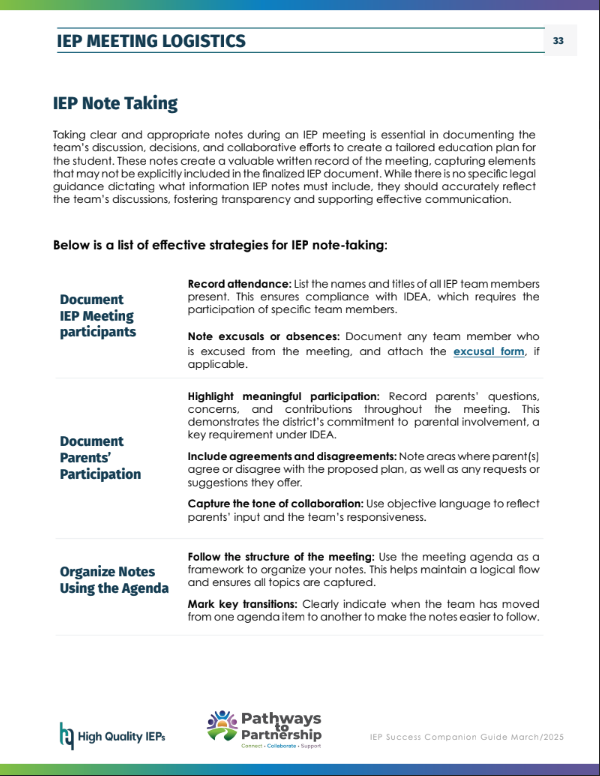 IEP MEETING LOGISTICS
33
IEP Note Taking
Taking clear and appropriate notes during an IEP meeting is essential in documenting the
team's discussion, decisions, and collaborative efforts to create a tailored education plan for
the student. These notes create a valuable written record of the meeting, capturing elements
that may not be explicitly included in the finalized IEP document. While there is no specific legal
guidance dictating what information IEP notes must include, they should accurately reflect
the team's discussions, fostering transparency and supporting effective communication.
Below is a list of effective strategies for IEP note-taking:
Document
IEP Meeting
participants
Record attendance: List the names and titles of all IEP team members
present. This ensures compliance with IDEA, which requires the
participation of specific team members.
Note excusals or absences: Document any team member who
is excused from the meeting, and attach the excusal form, if
applicable.
Document
Parents'
Participation
Highlight meaningful participation: Record parents' questions,
concerns, and contributions throughout the meeting. This
demonstrates the district's commitment to parental involvement, a
key requirement under IDEA.
Include agreements and disagreements: Note areas where parent(s)
agree or disagree with the proposed plan, as well as any requests or
suggestions they offer.
Capture the tone of collaboration: Use objective language to reflect
parents' input and the team's responsiveness.
Organize Notes
Using the Agenda
Follow the structure of the meeting: Use the meeting agenda as a
framework to organize your notes. This helps maintain a logical flow
and ensures all topics are captured.
Mark key transitions: Clearly indicate when the team has moved
from one agenda item to another to make the notes easier to follow.
High Quality IEPs
Pathways
to
Partnership
Connect • Collaborate • Support
IEP Success Companion Guide March/2025